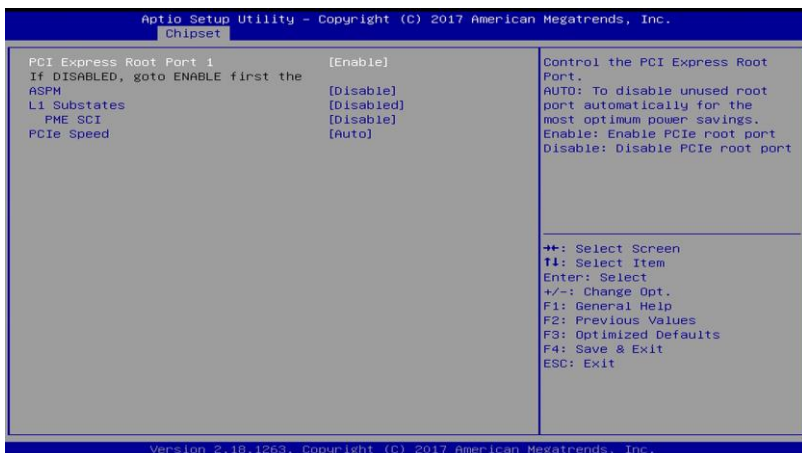 Aptio Setup Utility – Copyright (C) 2017 American Megatrends, Inc.
Chipset
PCI Express Root Port 1 [Enable]
If DISABLED, goto ENABLE first the
ASPM [Disable]
L1 Substates [Disabled]
PME SCI [Disable]
PCIe Speed [Auto]
Control the PCI Express Root
Port.
AUTO: To disable unused root
port automatically for the
most optimum power savings.
Enable: Enable PCIe root port
Disable: Disable PCIe root port
→←: Select Screen
↑↓: Select Item
Enter: Select
+/-: Change Opt.
F1: General Help
F2: Previous Values
F3: Optimized Defaults
F4: Save & Exit
ESC: Exit
Version 2.18.1263. Copyright (C) 2017 American Megatrends, Inc.